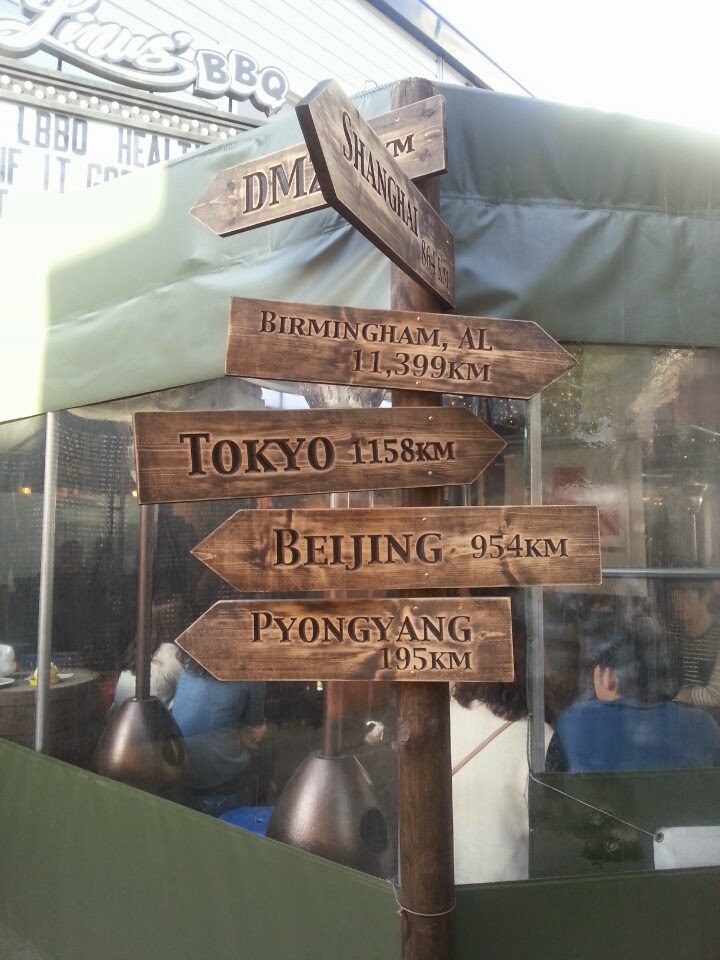 Linus' BBQ
LBBQ HEAL
IF IT
DMZ KM
SHANGHAI
864 KM
BIRMINGHAM, AL
11,399KM
TOKYO 1158KM
BEIJING 954KM
PYONGYANG
195KM